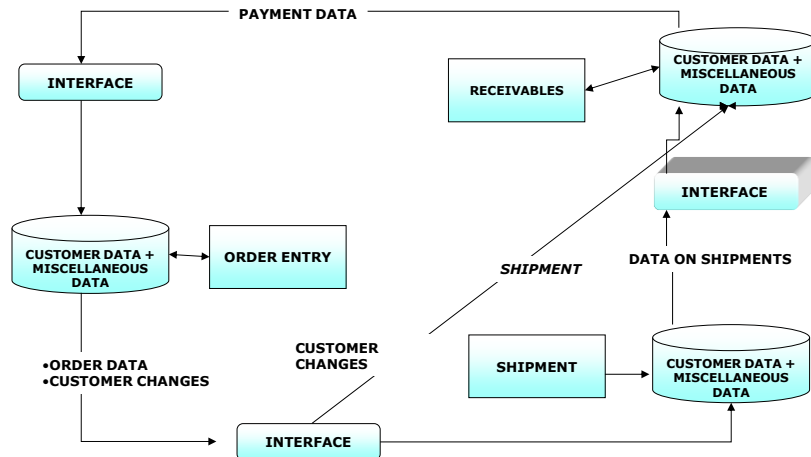 PAYMENT DATA
INTERFACE
RECEIVABLES
CUSTOMER DATA +
MISCELLANEOUS
DATA
INTERFACE
CUSTOMER DATA +
MISCELLANEOUS
DATA
ORDER ENTRY
SHIPMENT
DATA ON SHIPMENTS
•ORDER DATA
•CUSTOMER CHANGES
CUSTOMER
CHANGES
SHIPMENT
CUSTOMER DATA +
MISCELLANEOUS
DATA
INTERFACE